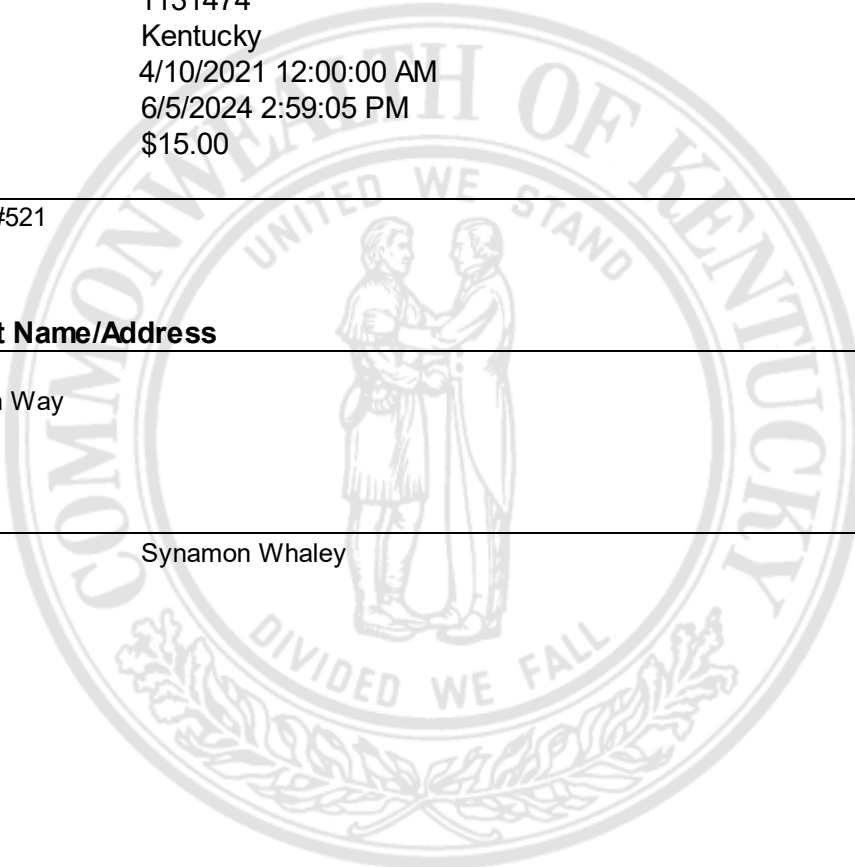 1131474
Kentucky
4/10/2021 12:00:00 AM
6/5/2024 2:59:05 PM
$15.00
#521
t Name/Address
Way
Synamon Whaley
COMMONWEALTH OF KENTUCKY
UNITED WE STAND
DIVIDED WE FALL